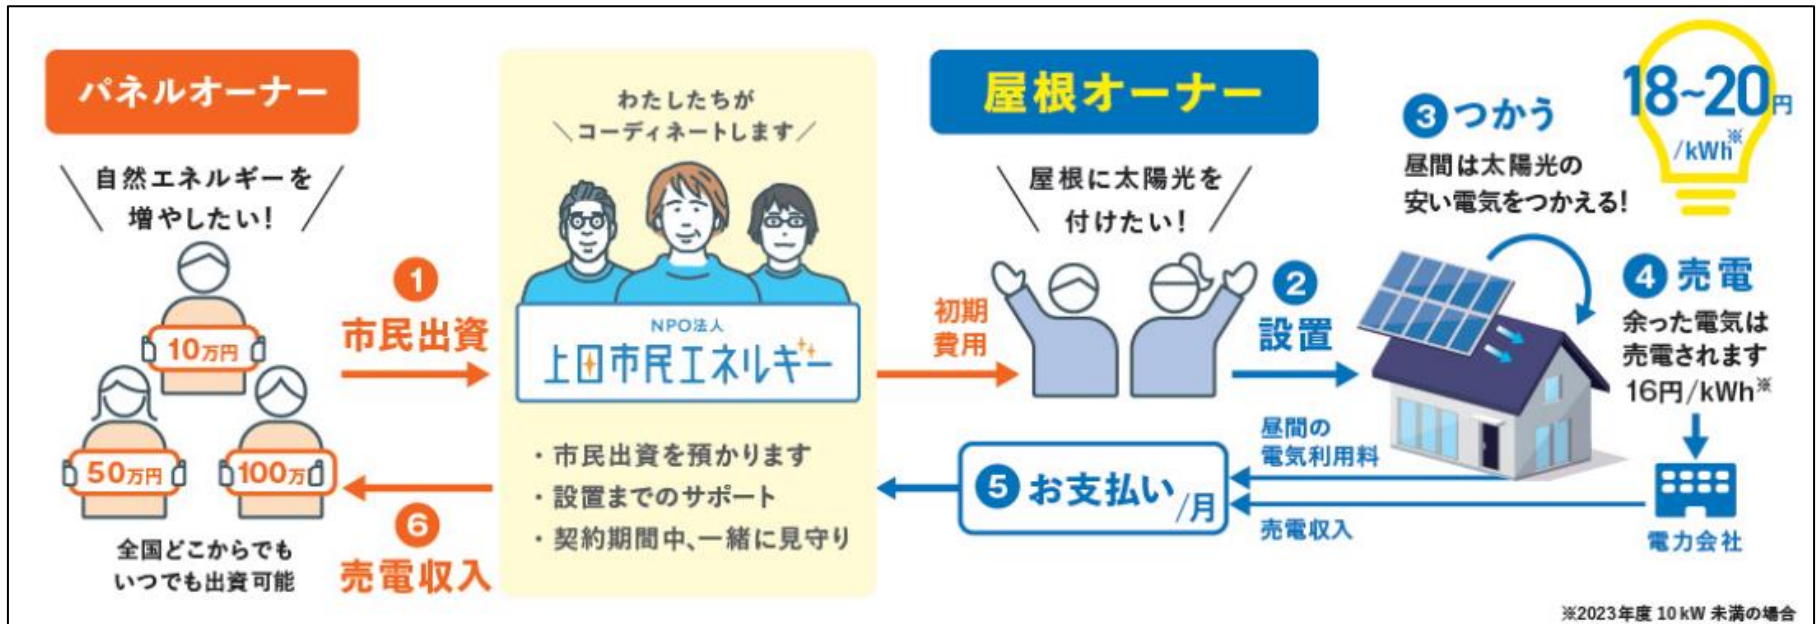 パネルオーナー
自然エネルギーを
増やしたい!
10万円
50万円
100万円
全国どこからでも
いつでも出資可能
1
市民出資
6
売電収入
わたしたちが
コーディネートします
NPO法人
上田市民エネルギー
・市民出資を預かります
・設置までのサポート
・契約期間中、一緒に見守り
初期
費用
屋根オーナー
屋根に太陽光を
付けたい!
2
設置
3 つかう
昼間は太陽光の
安い電気をつかえる!
18~20円
/kWh※
4 売電
余った電気は
売電されます
16円/kWh※
電力会社
昼間の
電気利用料
売電収入
5 お支払い/月
※2023年度 10kW 未満の場合